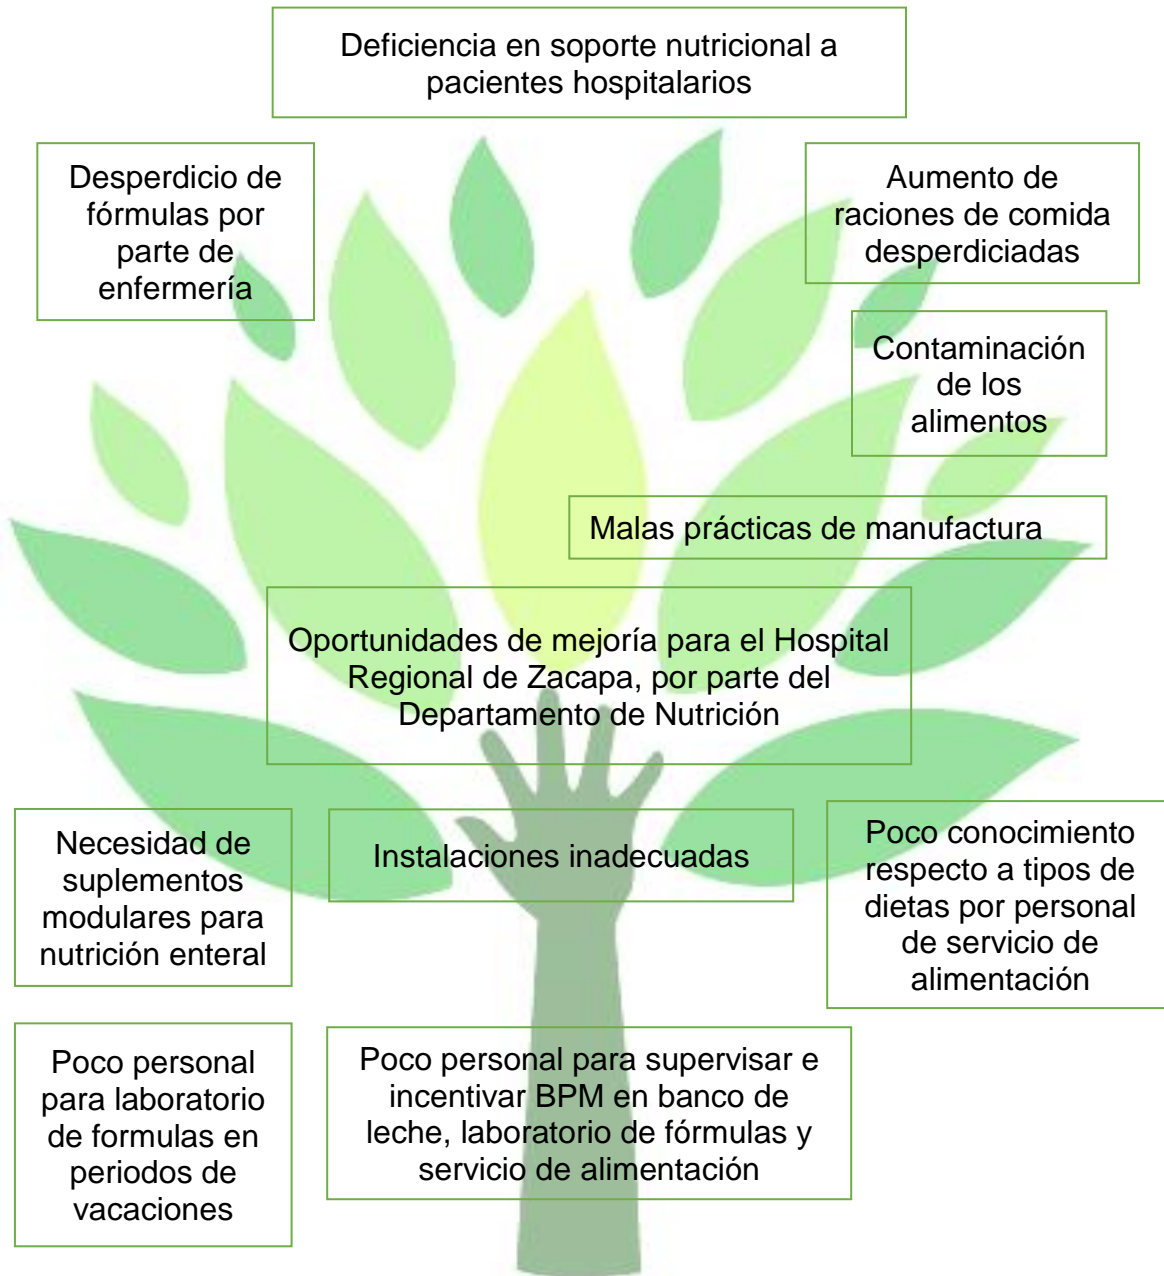 Deficiencia en soporte nutricional a
pacientes hospitalarios
Desperdicio de
fórmulas por
parte de
enfermería
Aumento de
raciones de comida
desperdiciadas
Contaminación
de los
alimentos
Malas prácticas de manufactura
Oportunidades de mejoría para el Hospital
Regional de Zacapa, por parte del
Departamento de Nutrición
Necesidad de
suplementos
modulares para
nutrición enteral
Instalaciones inadecuadas
Poco conocimiento
respecto a tipos de
dietas por personal
de servicio de
alimentación
Poco personal
para laboratorio
de formulas en
periodos de
vacaciones
Poco personal para supervisar e
incentivar BPM en banco de
leche, laboratorio de fórmulas y
servicio de alimentación